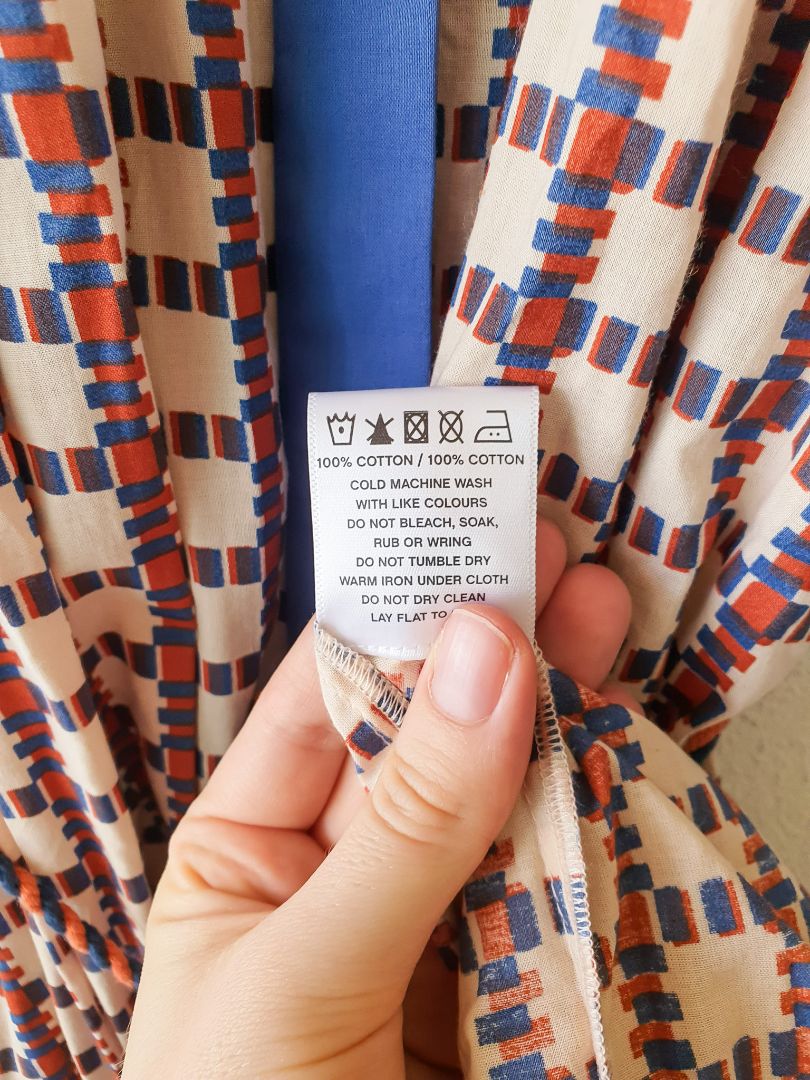 100% COTTON / 100% COTTON
COLD MACHINE WASH
WITH LIKE COLOURS
DO NOT BLEACH, SOAK,
RUB OR WRING
DO NOT TUMBLE DRY
WARM IRON UNDER CLOTH
DO NOT DRY CLEAN
LAY FLAT TO